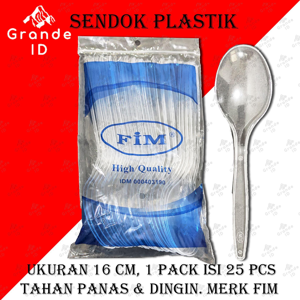 Grande
ID
SENDOK PLASTIK
FiM
High Quality
UKURAN 16 CM, 1 PACK ISI 25 PCS
TAHAN PANAS & DINGIN. MERK FIM